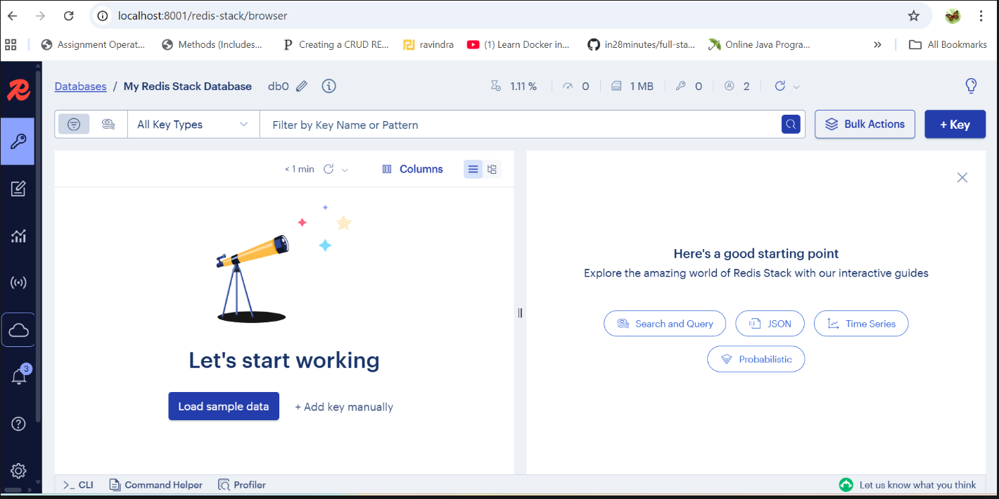 localhost:8001/redis-stack/browser
Assignment Operat... Methods (Includes... Creating a CRUD RE... ravindra (1) Learn Docker in... in28minutes/full-sta... Online Java Progra... » All Bookmarks
Databases / My Redis Stack Database db0 1.11 % 0 1 MB 0 2
All Key Types Filter by Key Name or Pattern Bulk Actions + Key
< 1 min Columns
Here's a good starting point
Explore the amazing world of Redis Stack with our interactive guides
Search and Query JSON Time Series
Probabilistic
Let's start working
3
Load sample data + Add key manually
>_ CLI Command Helper Profiler Let us know what you think